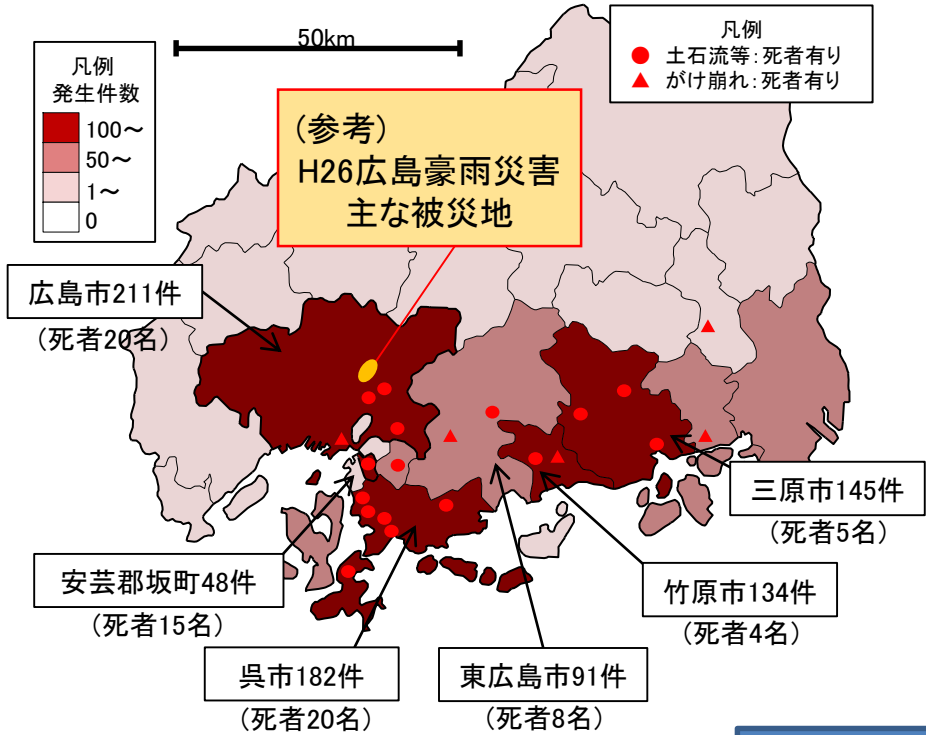 50km
凡例
発生件数
100～
50～
1～
0
凡例
土石流等：死者有り
がけ崩れ：死者有り
(参考)
H26広島豪雨災害
主な被災地
広島市211件
(死者20名)
三原市145件
(死者5名)
安芸郡坂町48件
(死者15名)
竹原市134件
(死者4名)
呉市182件
(死者20名)
東広島市91件
(死者8名)